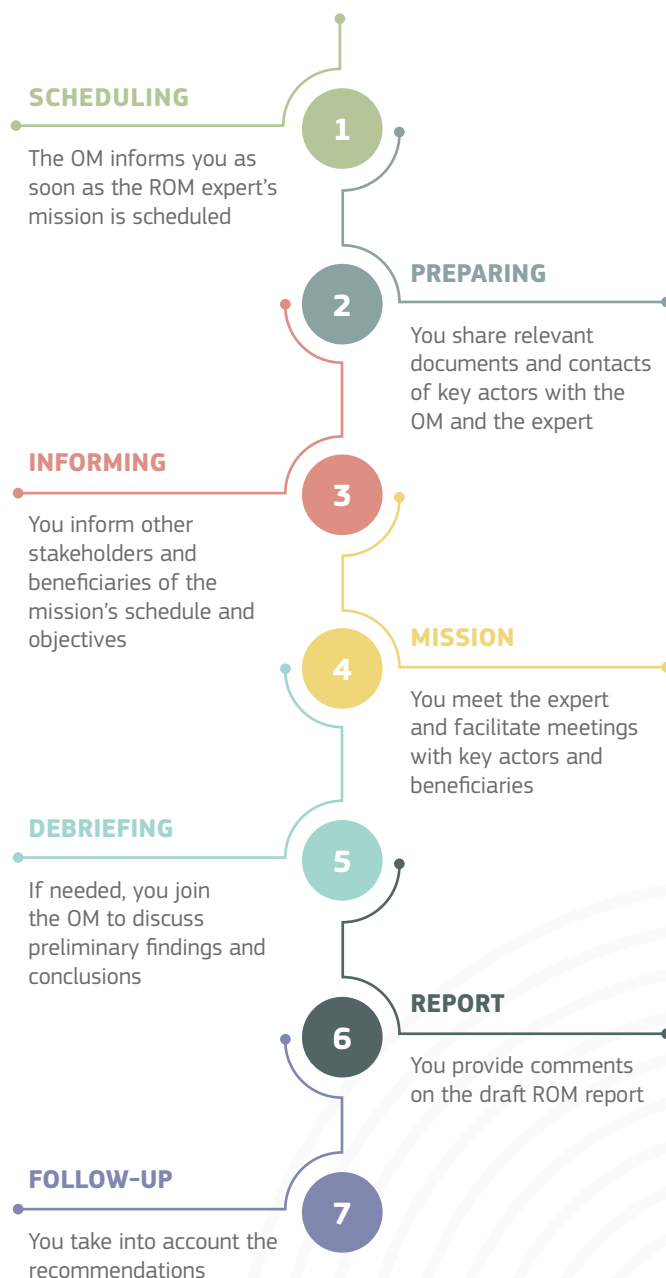 SCHEDULING
1
The OM informs you as
soon as the ROM expert’s
mission is scheduled
PREPARING
2
You share relevant
documents and contacts
of key actors with the
OM and the expert
INFORMING
3
You inform other
stakeholders and
beneficiaries of the
mission’s schedule and
objectives
MISSION
4
You meet the expert
and facilitate meetings
with key actors and
beneficiaries
DEBRIEFING
5
If needed, you join
the OM to discuss
preliminary findings and
conclusions
REPORT
6
You provide comments
on the draft ROM report
FOLLOW-UP
7
You take into account the
recommendations